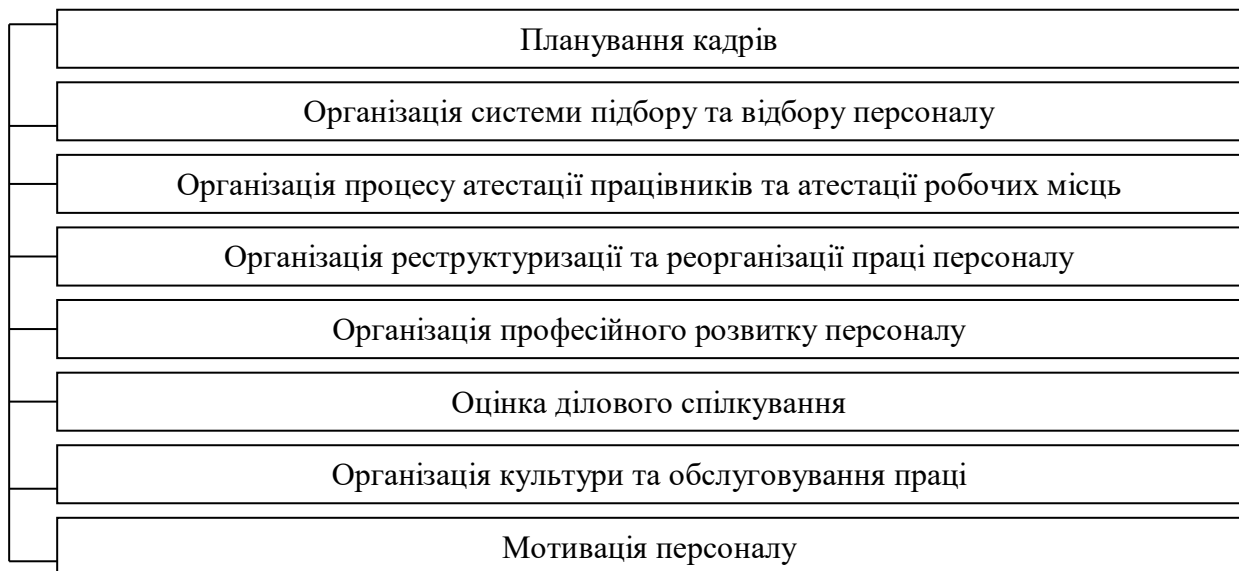 Планування кадрів
Організація системи підбору та відбору персоналу
Організація процесу атестації працівників та атестації робочих місць
Організація реструктуризації та реорганізації праці персоналу
Організація професійного розвитку персоналу
Оцінка ділового спілкування
Організація культури та обслуговування праці
Мотивація персоналу